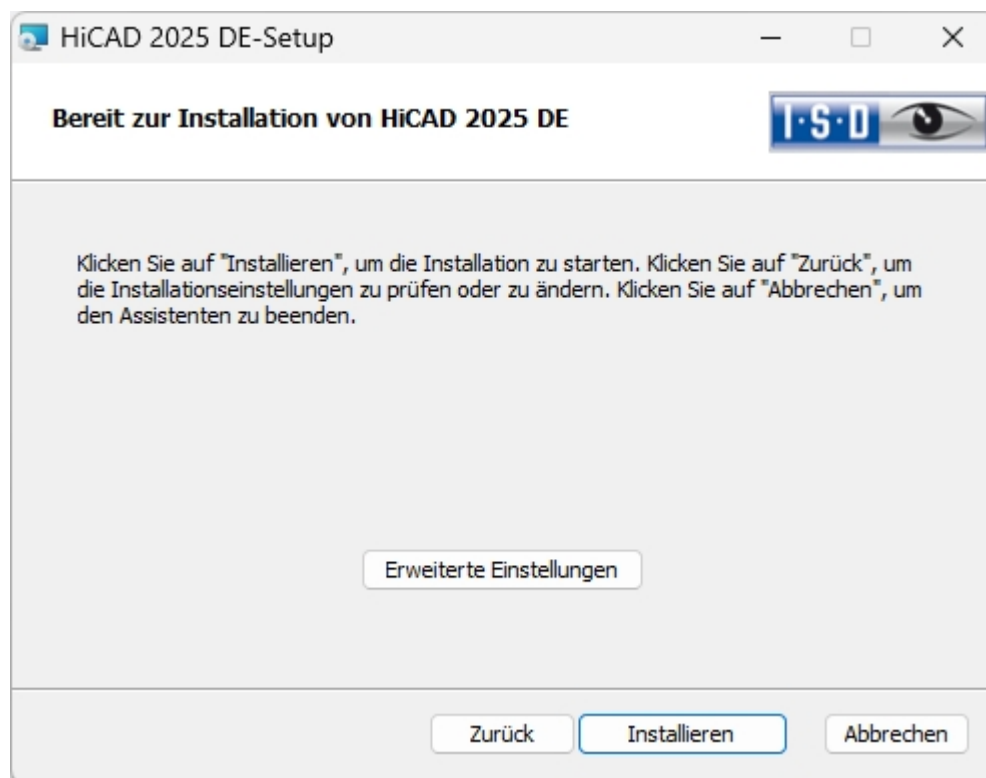 HiCAD 2025 DE-Setup
Bereit zur Installation von HiCAD 2025 DE
I·S·D
Klicken Sie auf "Installieren", um die Installation zu starten. Klicken Sie auf "Zurück", um
die Installationseinstellungen zu prüfen oder zu ändern. Klicken Sie auf "Abbrechen", um
den Assistenten zu beenden.
Erweiterte Einstellungen
Zurück
Installieren
Abbrechen